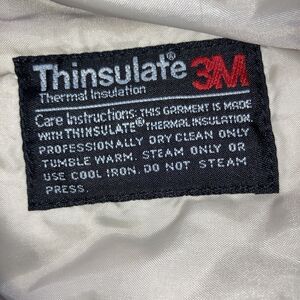 Thinsulate® 3M
Thermal Insulation
Care Instructions: THIS GARMENT IS MADE
WITH THINSULATE® THERMAL INSULATION.
PROFESSIONALLY DRY CLEAN ONLY
TUMBLE WARM. STEAM ONLY OR
USE COOL IRON. DO NOT STEAM
PRESS.